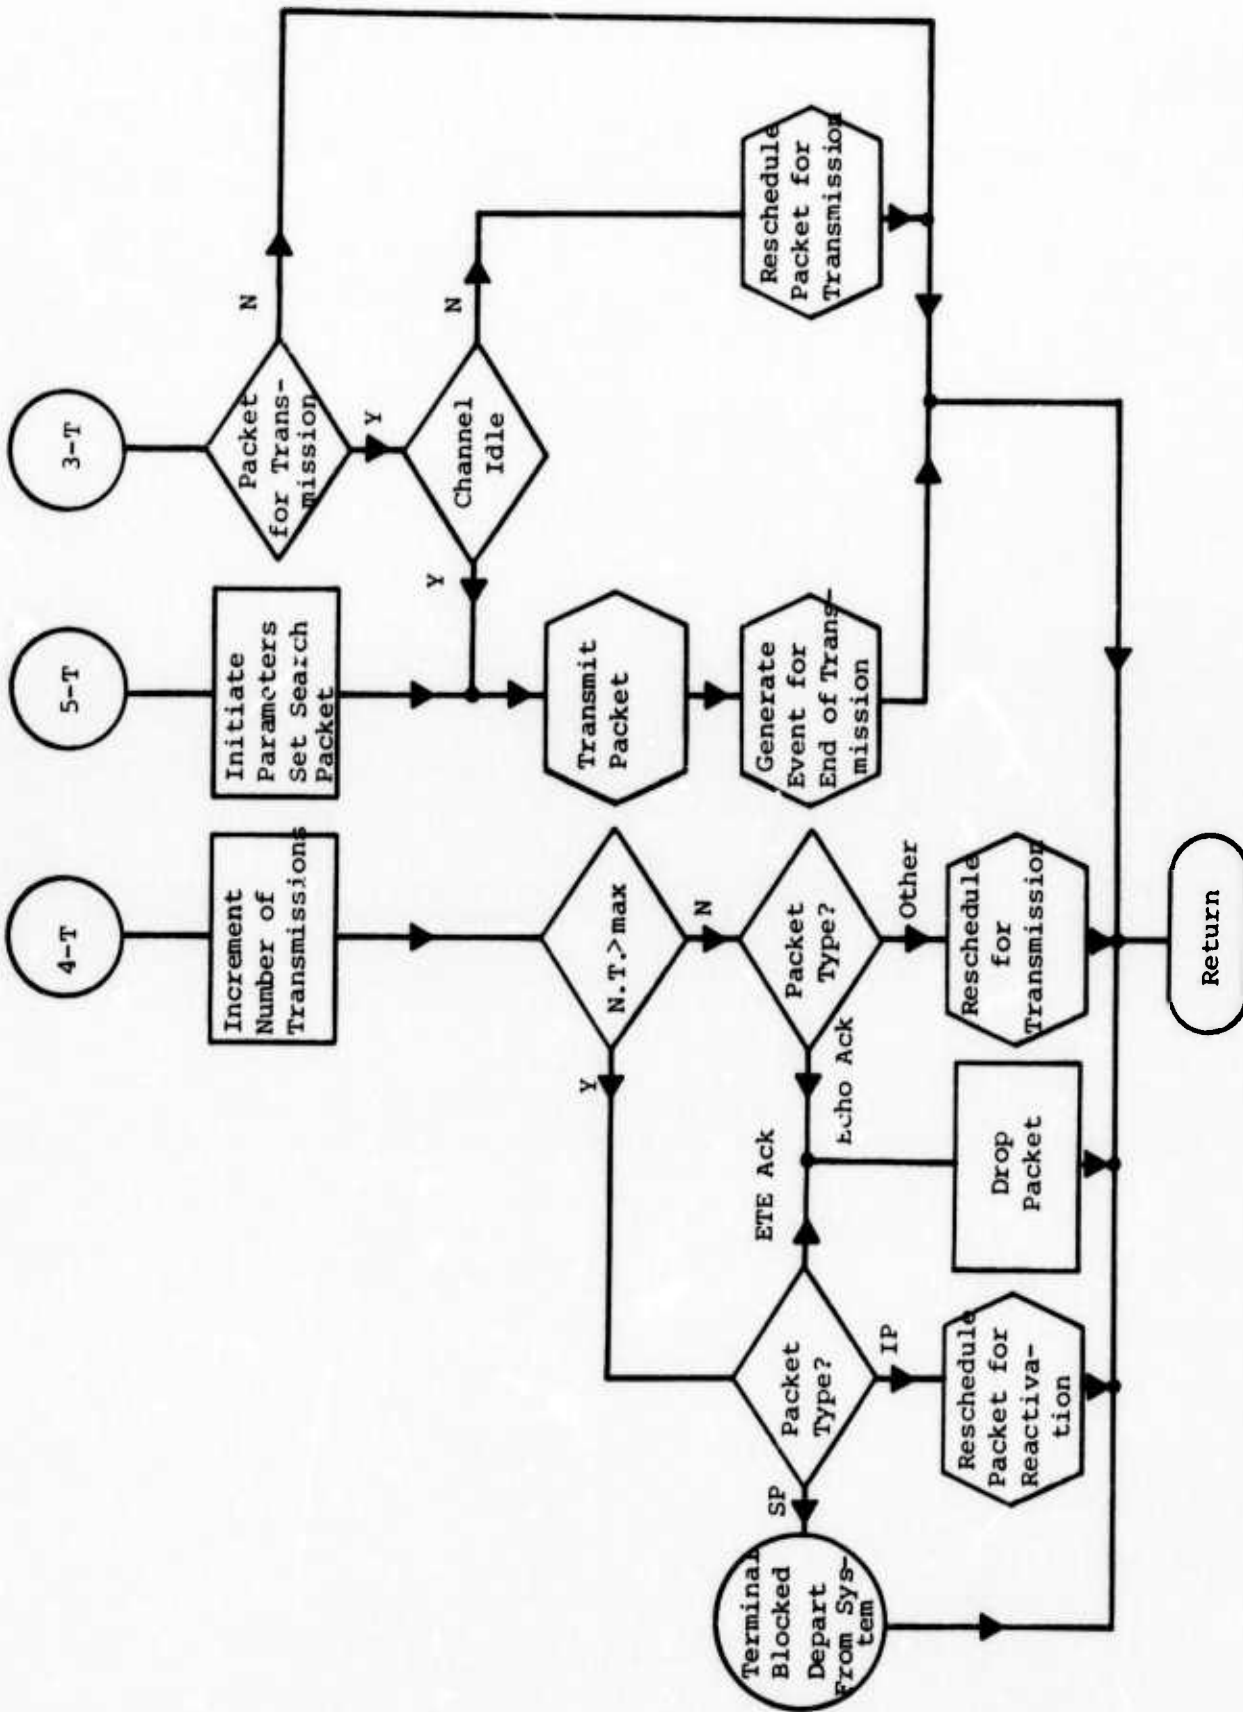 4-T
5-T
3-T
Increment
Number of
Transmissions
Initiate
Parameters
Set Search
Packet
Packet
for Trans-
mission
N
Y
Channel
Idle
Y
N
N.T.>max
Y
N
Transmit
Packet
Packet
Type?
SP
ETE Ack
IP
Packet
Type?
Echo Ack
Other
Generate
Event for
End of Trans-
mission
Reschedule
Packet for
Transmission
Terminal
Blocked
Depart
From Sys-
tem
Reschedule
Packet for
Reactiva-
tion
Drop
Packet
Reschedule
for
Transmission
Return